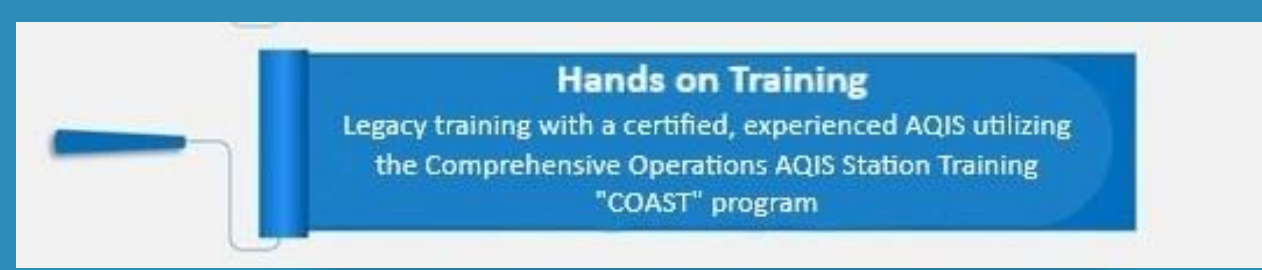 Hands on Training
Legacy training with a certified, experienced AQIS utilizing
the Comprehensive Operations AQIS Station Training
"COAST" program